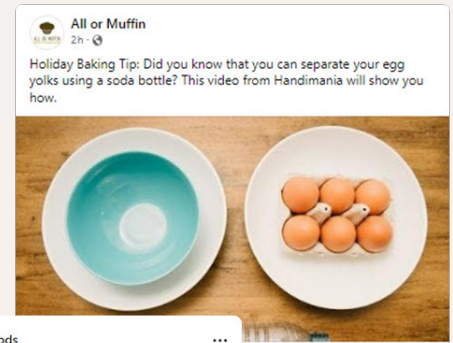 All or Muffin
2h ·
Holiday Baking Tip: Did you know that you can separate your egg
yolks using a soda bottle? This video from Handimania will show you
how.
ods
...